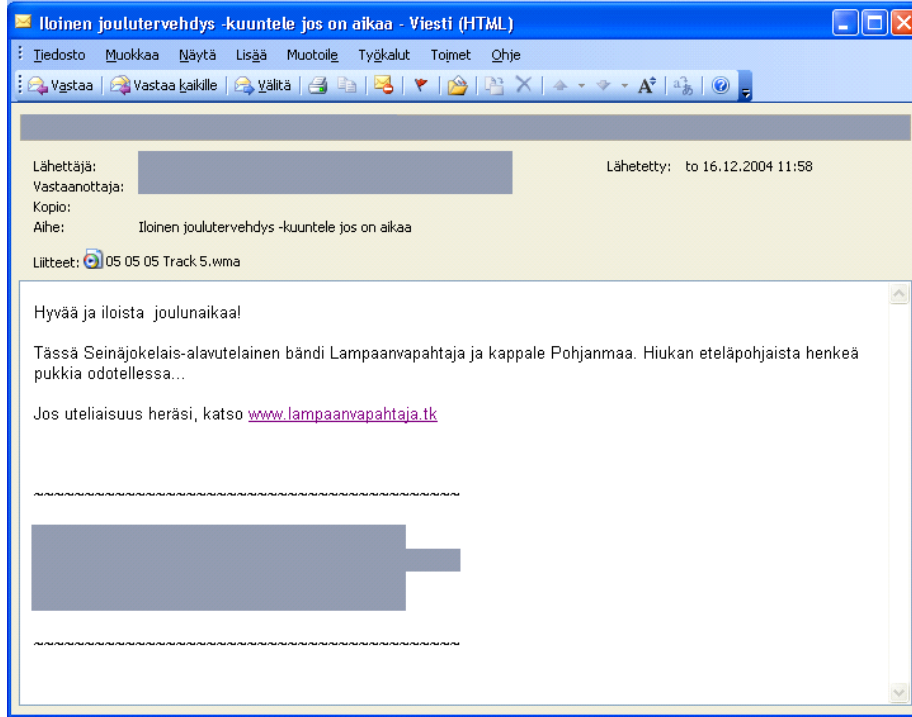 Iloinen joulutervehdys -kuuntele jos on aikaa - Viesti (HTML)
Tiedosto Muokkaa Näytä Lisää Muotoile Työkalut Toimet Ohje
Vastaa Vastaa kaikille Välitä
Lähettäjä: Lähetetty: to 16.12.2004 11:58
Vastaanottaja:
Kopio:
Aihe: Iloinen joulutervehdys -kuuntele jos on aikaa
Liitteet: 05 05 05 Track 5.wma
Hyvää ja iloista joulunaikaa!
Tässä Seinäjokelais-alavutelainen bändi Lampaanvapahtaja ja kappale Pohjanmaa. Hiukan eteläpohjaista henkeä
pukkia odotellessa...
Jos uteliaisuus heräsi, katso www.lampaanvapahtaja.tk
~~~~~~~~~~~~~~~~~~~~~~~~~~~~~~~~~~~~~~~~~~
~~~~~~~~~~~~~~~~~~~~~~~~~~~~~~~~~~~~~~~~~~